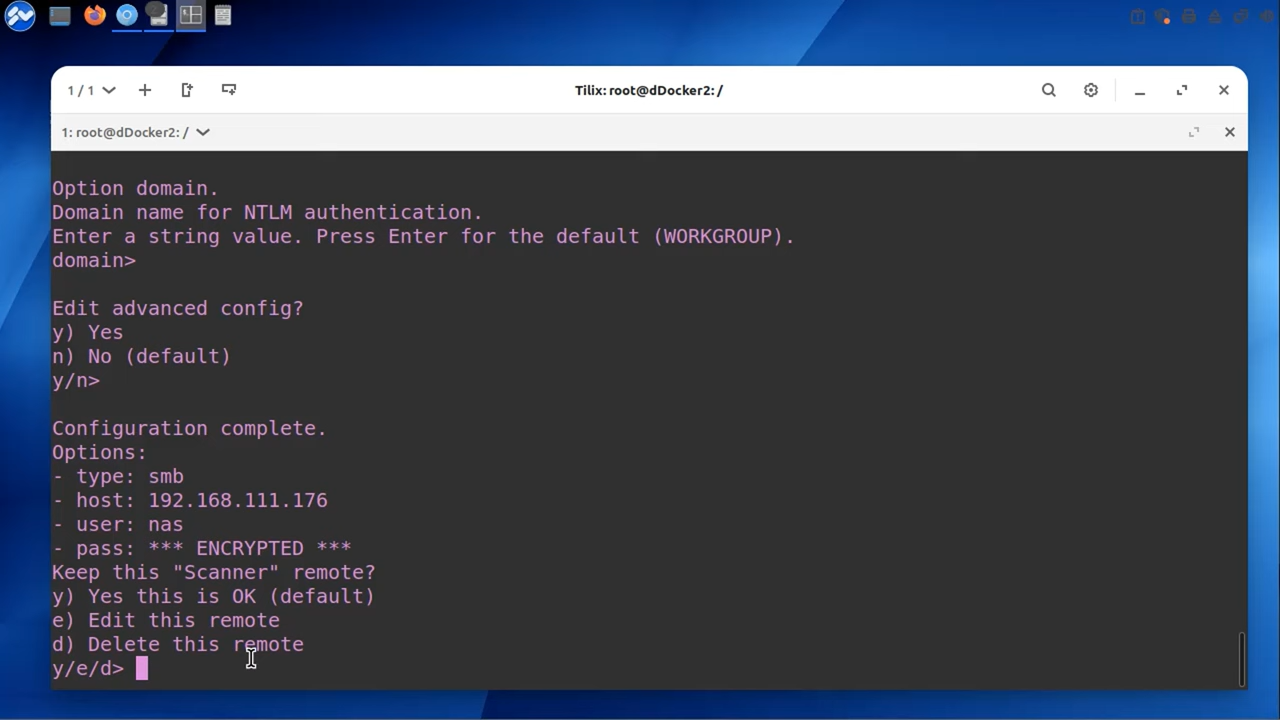 1 / 1
Tilix: root@dDocker2: /
1: root@dDocker2: /
Option domain.
Domain name for NTLM authentication.
Enter a string value. Press Enter for the default (WORKGROUP).
domain>
Edit advanced config?
y) Yes
n) No (default)
y/n>
Configuration complete.
Options:
- type: smb
- host: 192.168.111.176
- user: nas
- pass: *** ENCRYPTED ***
Keep this "Scanner" remote?
y) Yes this is OK (default)
e) Edit this remote
d) Delete this remote
y/e/d>